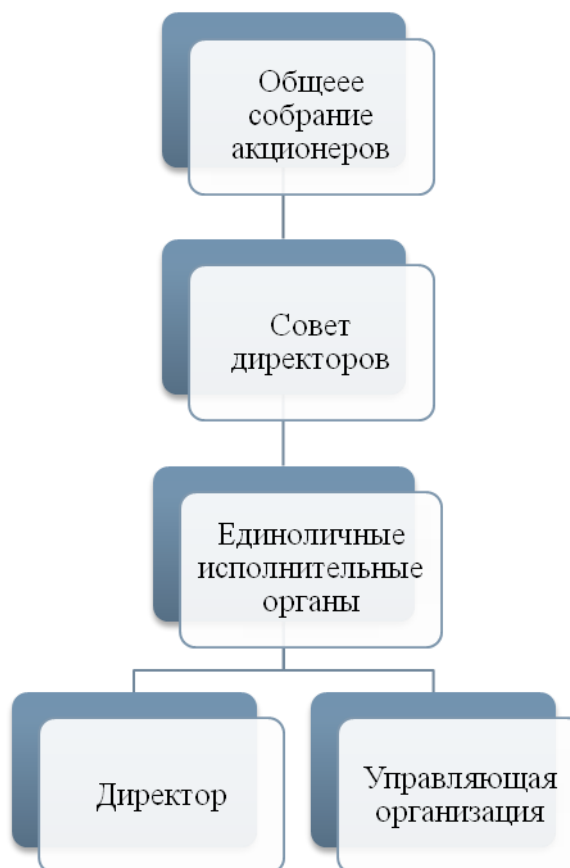 Общеее
собрание
акционеров
Совет
директоров
Единоличные
исполнительные
органы
Директор
Управляющая
организация